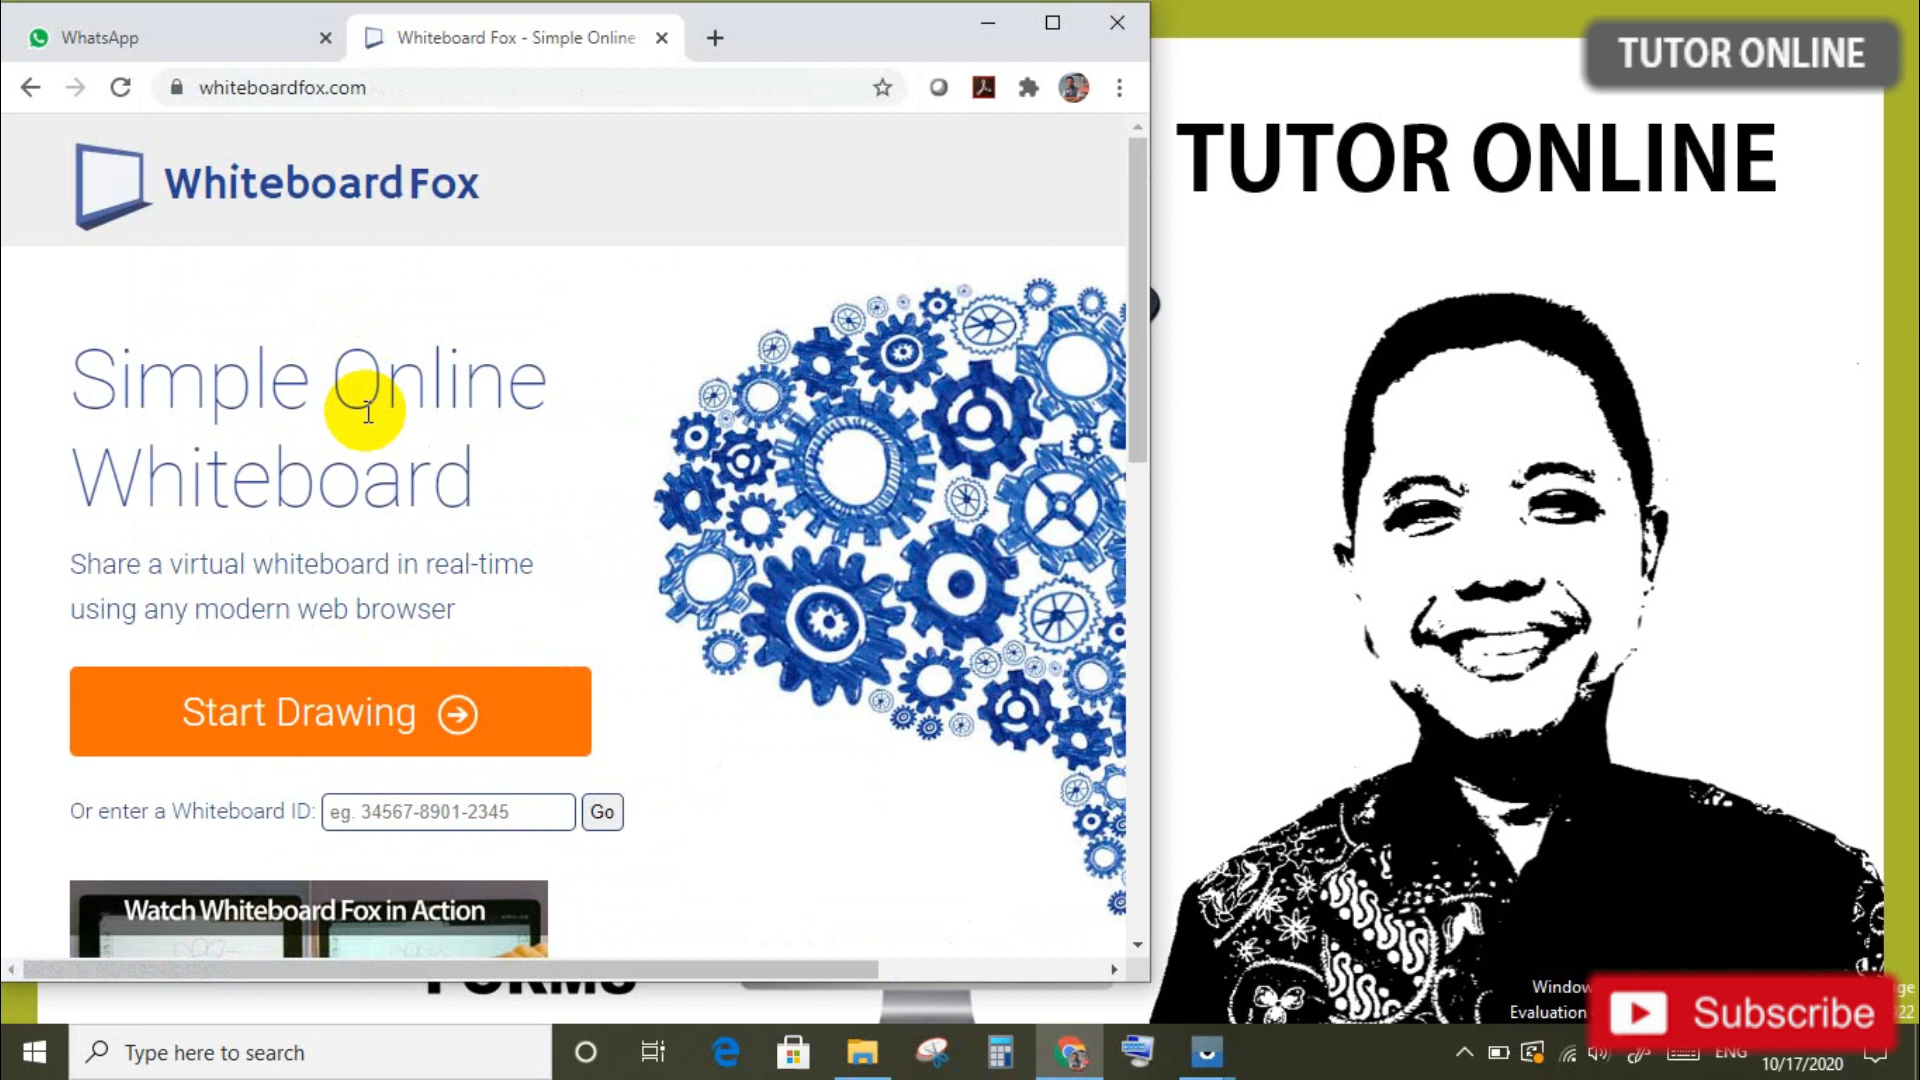 WhatsApp
Whiteboard Fox - Simple Online
TUTOR ONLINE
whiteboardfox.com
Whiteboard Fox
TUTOR ONLINE
Simple Online
Whiteboard
Share a virtual whiteboard in real-time
using any modern web browser
Start Drawing
Or enter a Whiteboard ID:
eg. 34567-8901-2345
Go
Watch Whiteboard Fox in Action
Evaluation
Subscribe
Type here to search
ENG
10/17/2020